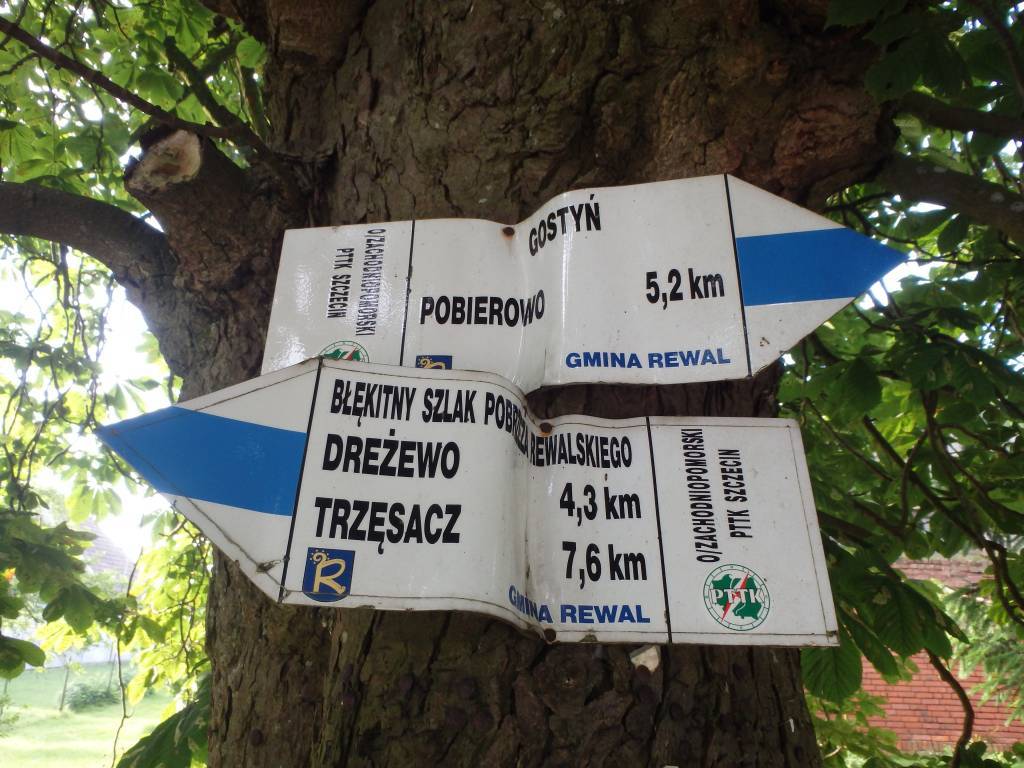 GOSTYŃ
POBIEROWO 5,2 km
GMINA REWAL
O/ZACHODNIOPOMORSKI
PTTK SZCZECIN
BŁĘKITNY SZLAK POBRZEŻA REWALSKIEGO
DREŻEWO 4,3 km
TRZĘSACZ 7,6 km
R
GMINA REWAL
O/ZACHODNIOPOMORSKI
PTTK SZCZECIN
PTTK